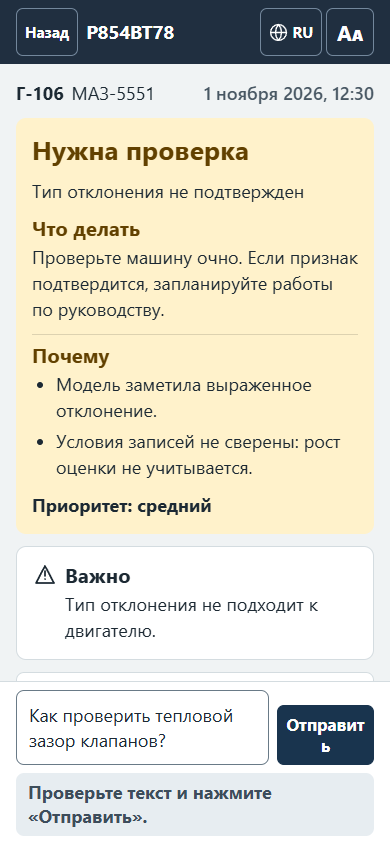 Назад
Р854ВТ78
RU
Аа
Г-106 МАЗ-5551
1 ноября 2026, 12:30
Нужна проверка
Тип отклонения не подтвержден
Что делать
Проверьте машину очно. Если признак
подтвердится, запланируйте работы
по руководству.
Почему
• Модель заметила выраженное
отклонение.
• Условия записей не сверены: рост
оценки не учитывается.
Приоритет: средний
Важно
Тип отклонения не подходит к
двигателю.
Как проверить тепловой
зазор клапанов?
Отправит
ь
Проверьте текст и нажмите
«Отправить».